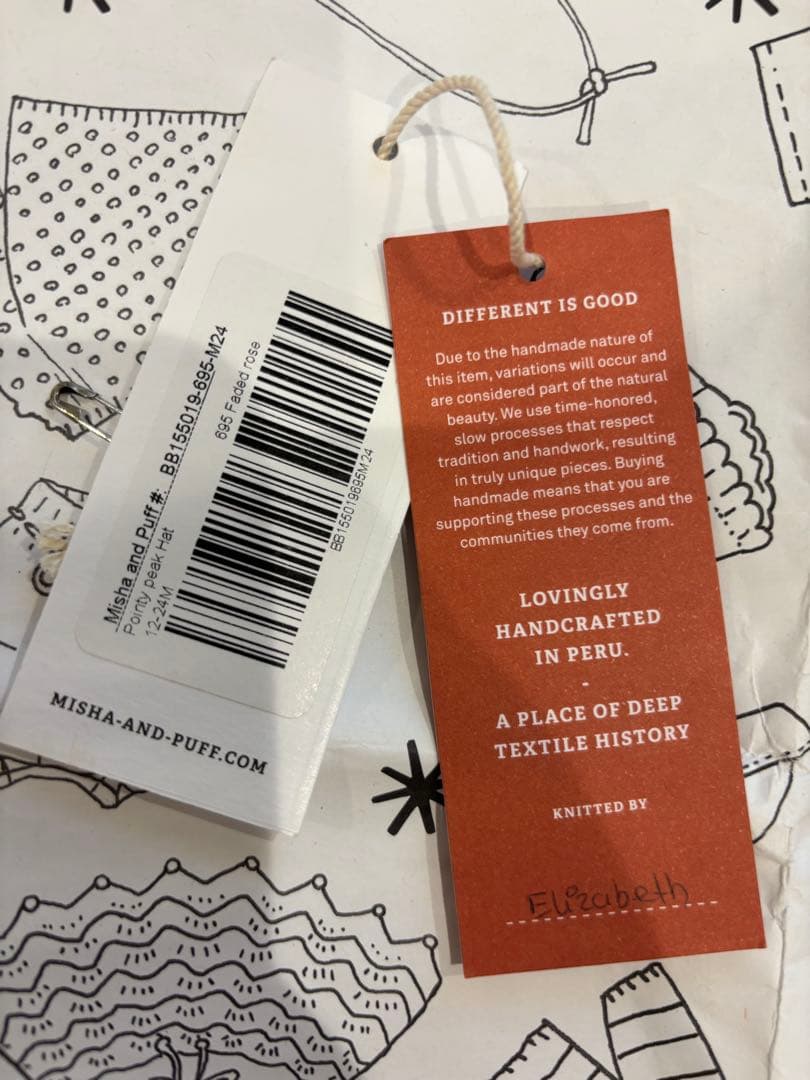 Misha and Puff #: BB155019-695-M24
Pointy peak Hat
12-24M
695 Faded rose
BB155019695M24
MISHA-AND-PUFF.COM
DIFFERENT IS GOOD
Due to the handmade nature of
this item, variations will occur and
are considered part of the natural
beauty. We use time-honored,
slow processes that respect
tradition and handwork, resulting
in truly unique pieces. Buying
handmade means that you are
supporting these processes and the
communities they come from.
LOVINGLY
HANDCRAFTED
IN PERU.
-
A PLACE OF DEEP
TEXTILE HISTORY
KNITTED BY
Elizabeth